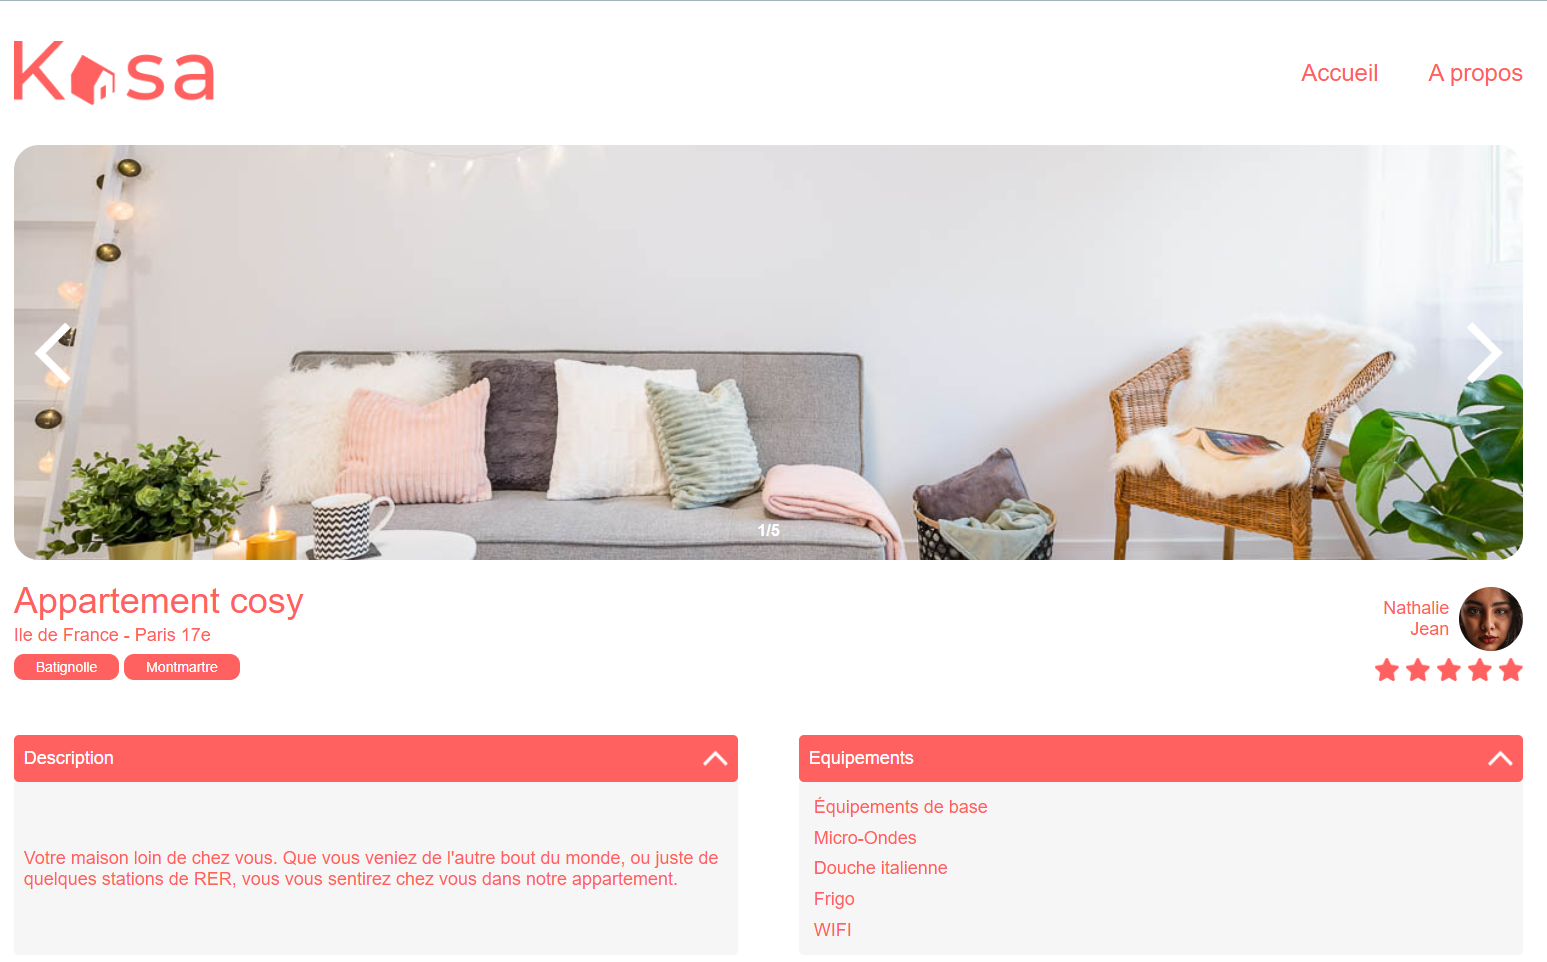 Kasa
Accueil
A propos
1/5
Appartement cosy
Ile de France - Paris 17e
Batignolle
Montmartre
Nathalie
Jean
Description
Votre maison loin de chez vous. Que vous veniez de l'autre bout du monde, ou juste de
quelques stations de RER, vous vous sentirez chez vous dans notre appartement.
Equipements
Équipements de base
Micro-Ondes
Douche italienne
Frigo
WIFI